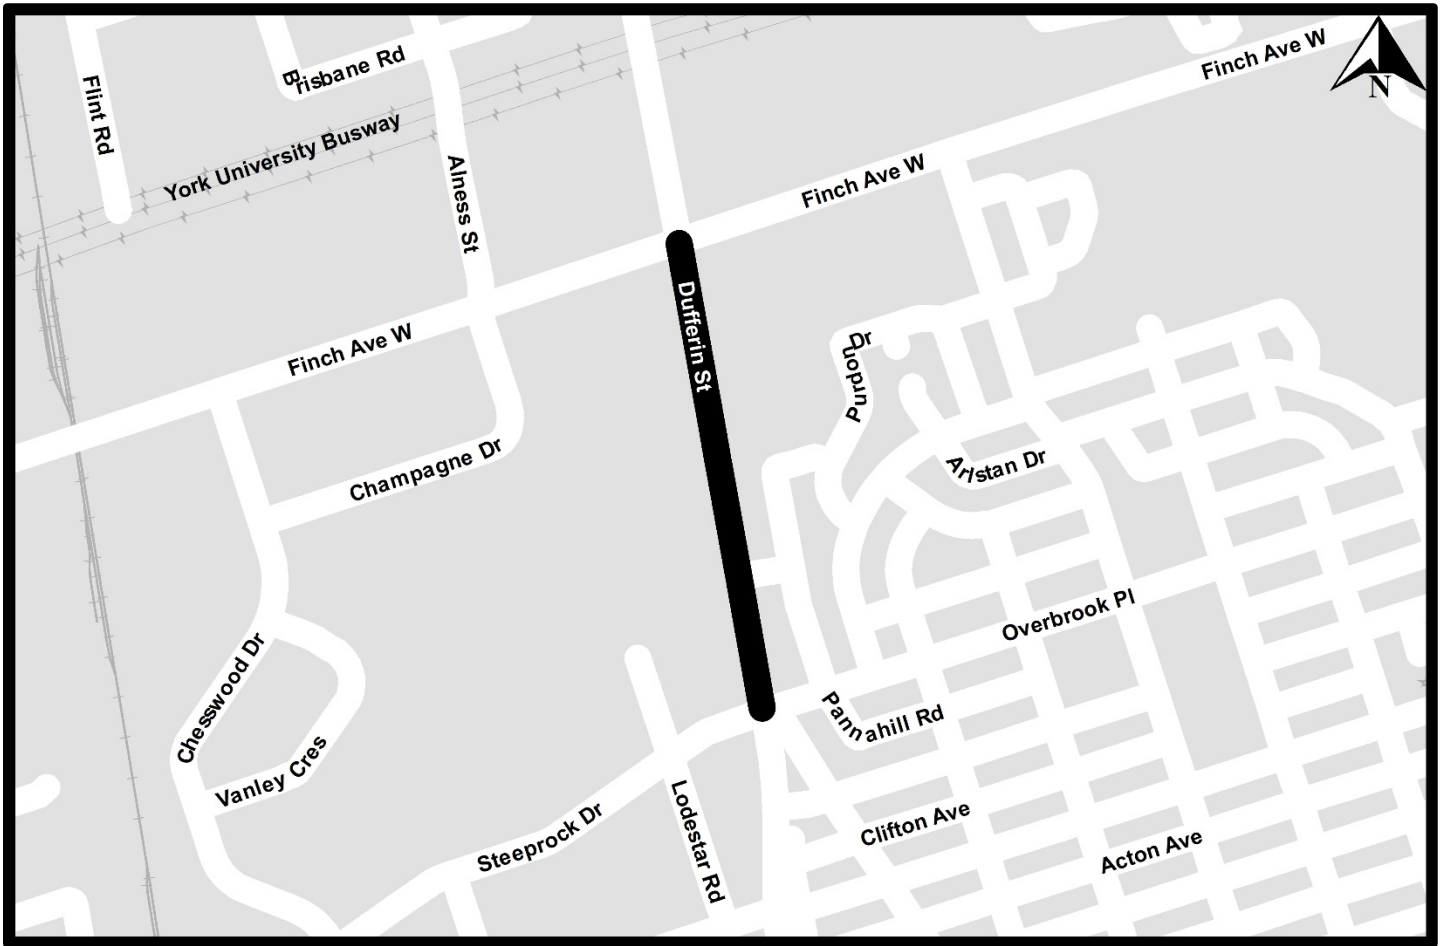 Finch Ave W
N
Brisbane Rd
Flint Rd
York University Busway
Alness St
Finch Ave W
Dufferin St
Finch Ave W
Purdon Dr
Champagne Dr
Arlstan Dr
Overbrook Pl
Chesswood Dr
Pannahill Rd
Vanley Cres
Lodestar Rd
Steeprock Dr
Clifton Ave
Acton Ave